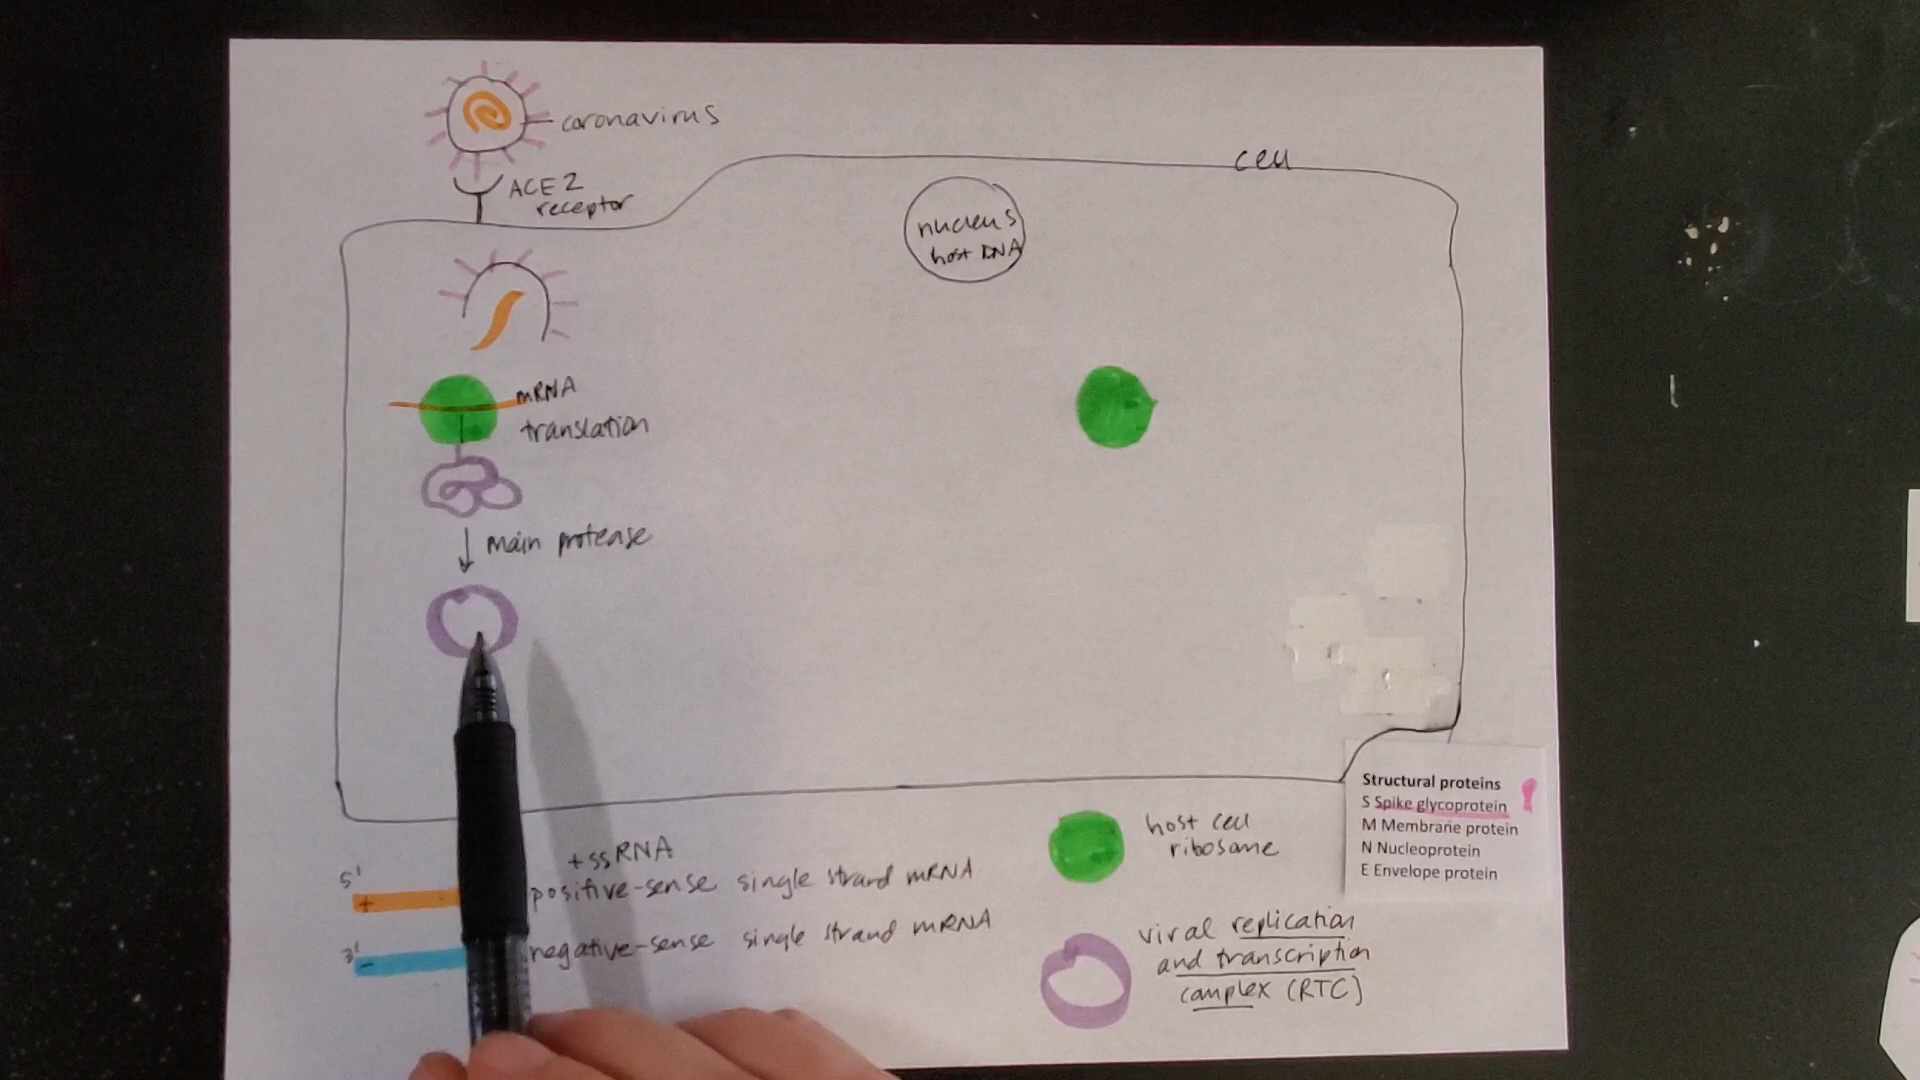 coronavirus
ACE2
receptor
cell
nucleus
host DNA
mRNA
translation
main protease
Structural proteins
S Spike glycoprotein
M Membrane protein
N Nucleoprotein
E Envelope protein
host cell
ribosome
5'
+ssRNA
+
positive-sense single strand mRNA
3'
-
negative-sense single strand mRNA
viral replication
and transcription
complex (RTC)